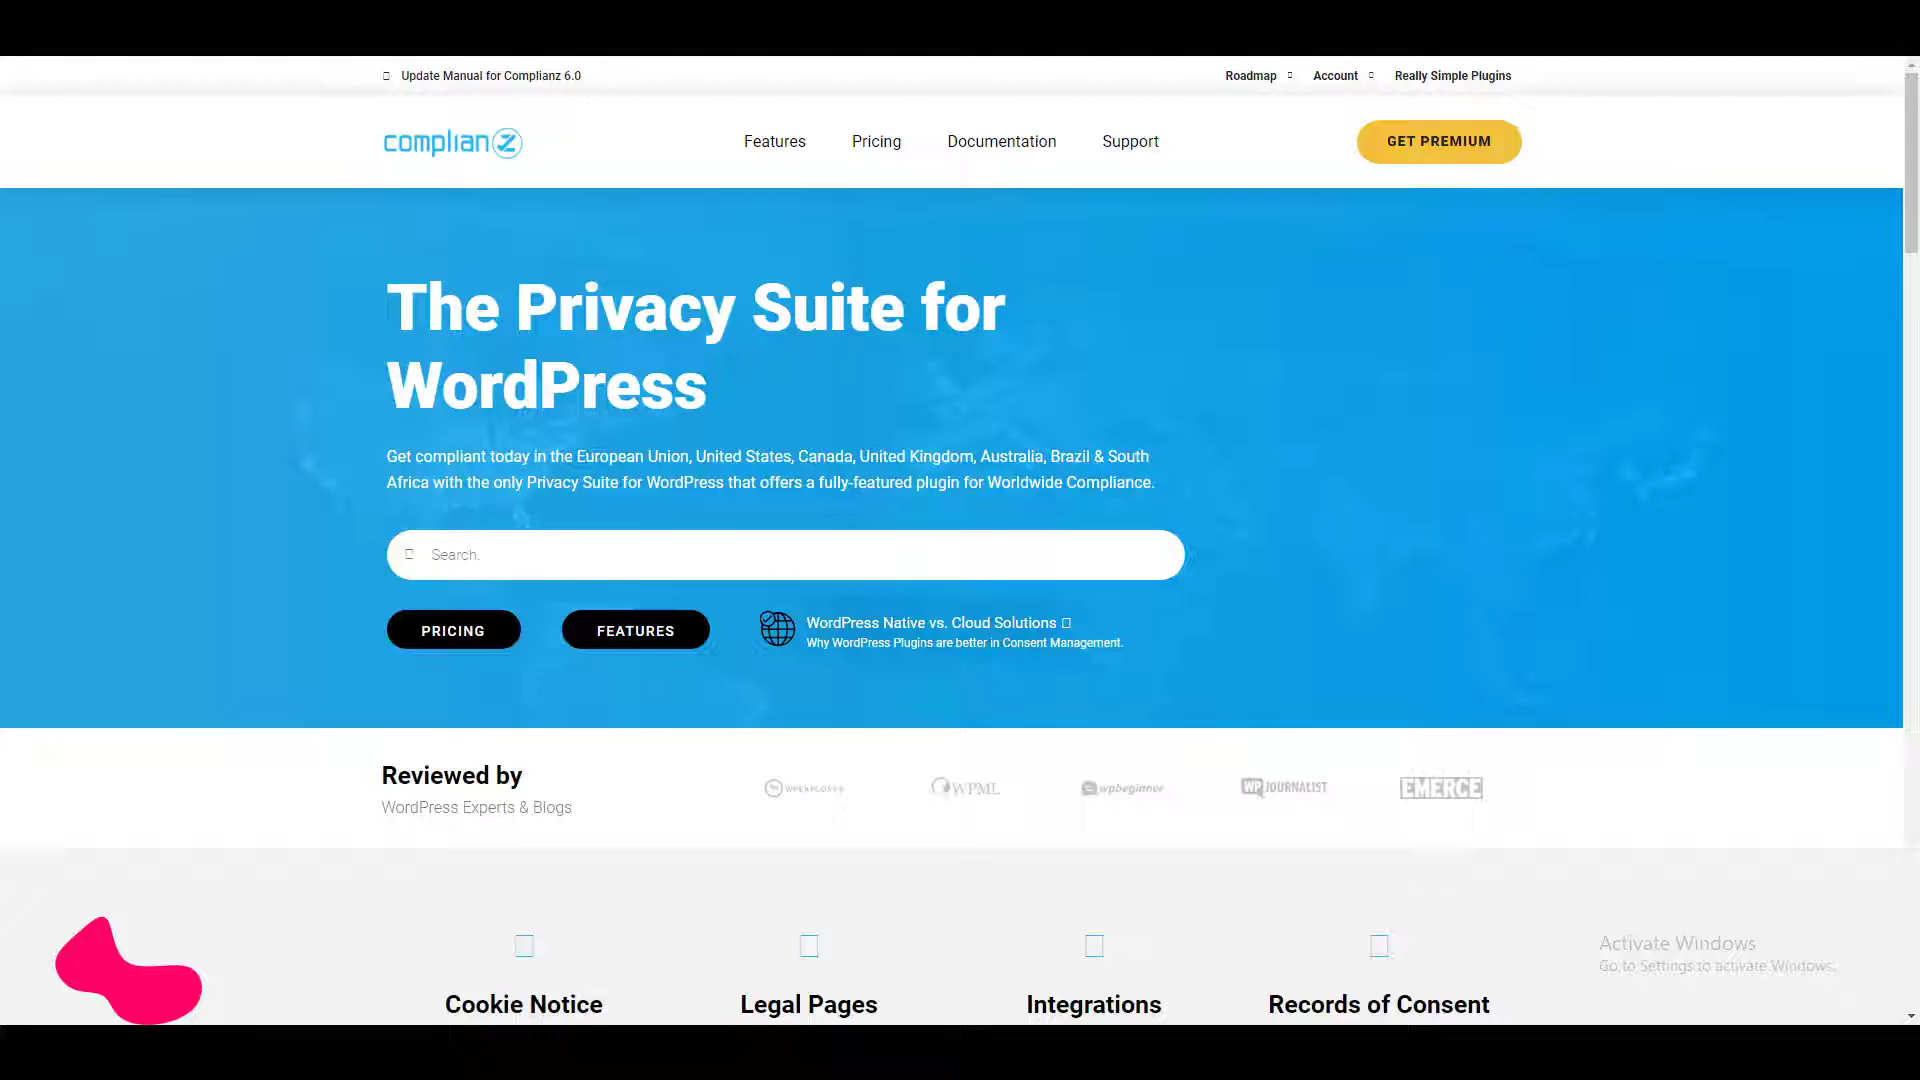 Update Manual for Complianz 6.0
Roadmap Account Really Simple Plugins
complianz
Features Pricing Documentation Support
GET PREMIUM
The Privacy Suite for
WordPress
Get compliant today in the European Union, United States, Canada, United Kingdom, Australia, Brazil & South
Africa with the only Privacy Suite for WordPress that offers a fully-featured plugin for Worldwide Compliance.
Search.
PRICING FEATURES
WordPress Native vs. Cloud Solutions
Why WordPress Plugins are better in Consent Management.
Reviewed by
WordPress Experts & Blogs
WPEXPLORER WPML wpbeginner WP JOURNALIST EMERCE
Activate Windows
Go to Settings to activate Windows.
Cookie Notice Legal Pages Integrations Records of Consent